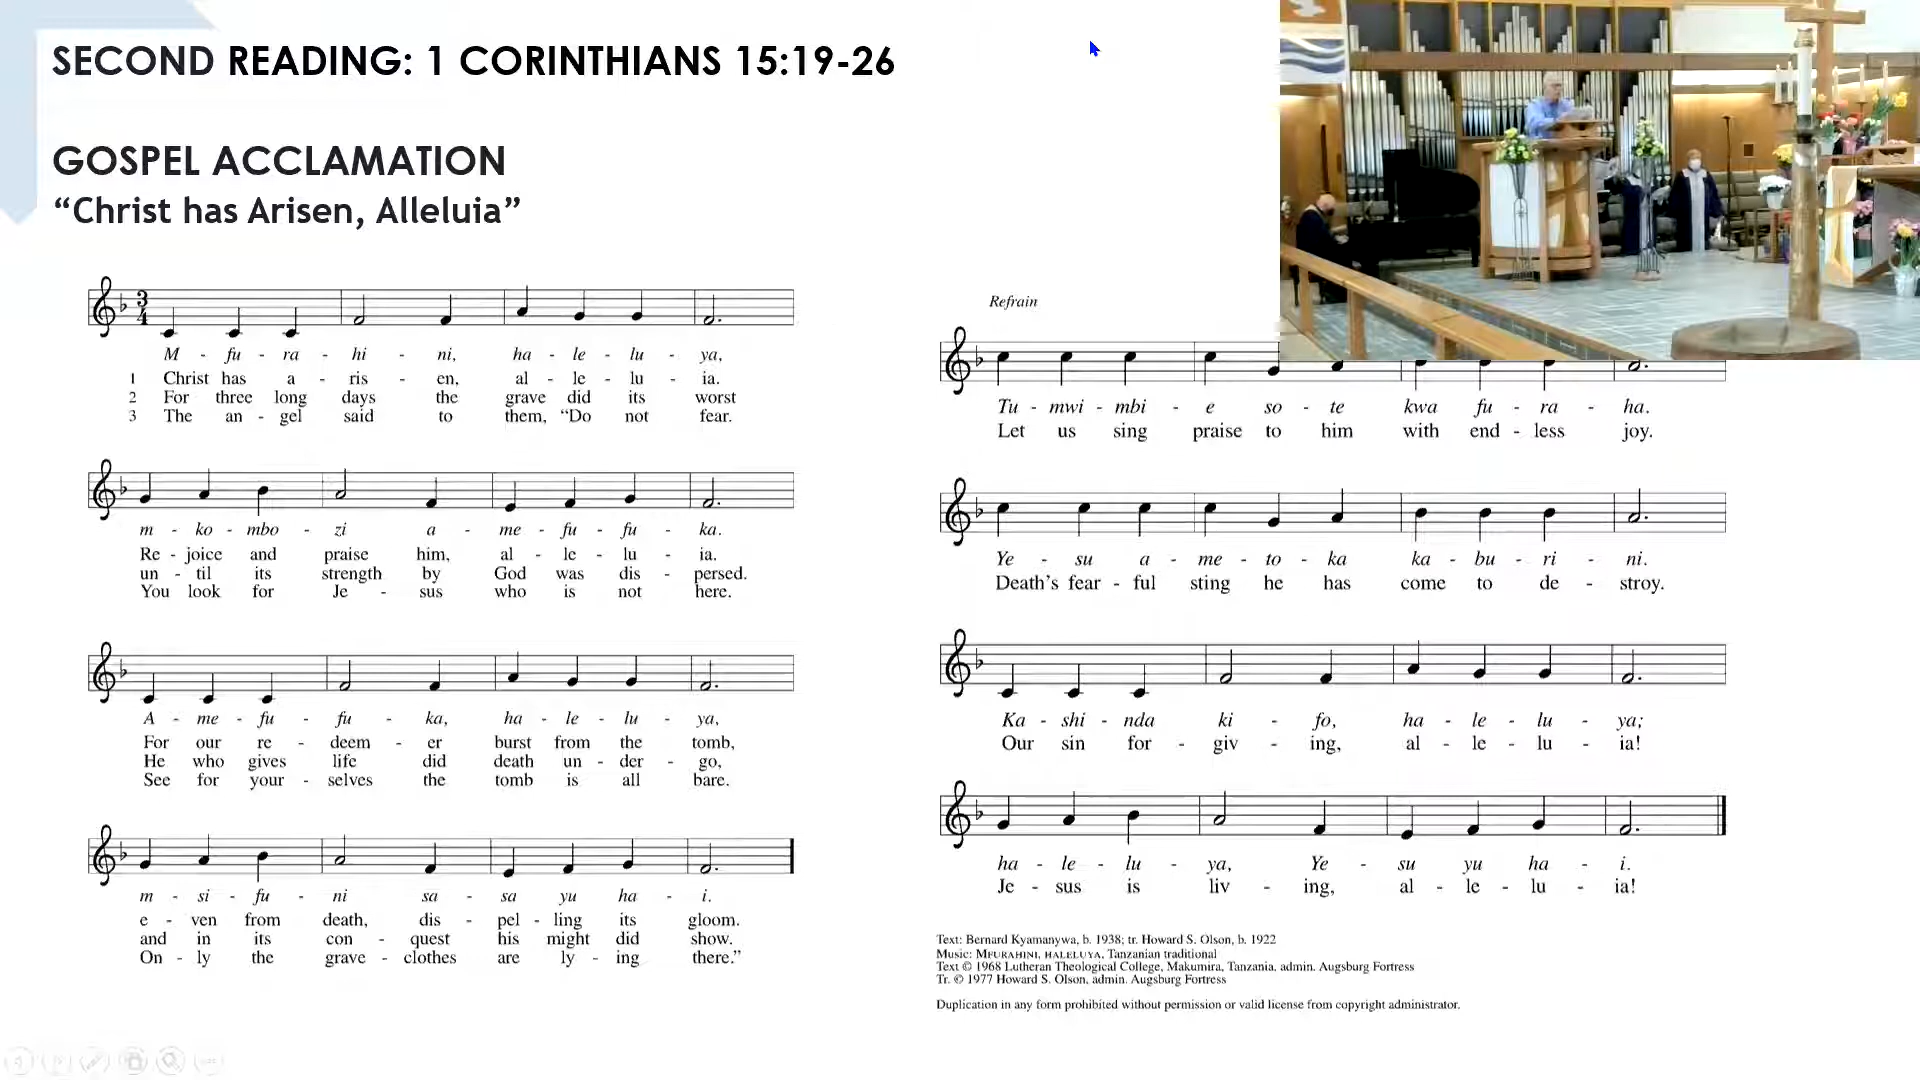 SECOND READING: 1 CORINTHIANS 15:19-26
GOSPEL ACCLAMATION
“Christ has Arisen, Alleluia”
3
4
M - fu - ra - hi - ni, ha - le - lu - ya,
1 Christ has a - ris - en, al - le - lu - ia.
2 For three long days the grave did its worst
3 The an - gel said to them, “Do not fear.
m - ko - mbo - zi a - me - fu - fu - ka.
Re - joice and praise him, al - le - lu - ia.
un - til its strength by God was dis - persed.
You look for Je - sus who is not here.
A - me - fu - fu - ka, ha - le - lu - ya,
For our re - deem - er burst from the tomb,
He who gives life did death un - der - go,
See for your - selves the tomb is all bare.
m - si - fu - ni sa - sa yu ha - i.
e - ven from death, dis - pel - ling its gloom.
and in its con - quest his might did show.
On - ly the grave - clothes are ly - ing there.”
Refrain
Tu - mwi - mbi - e so - te kwa fu - ra - ha.
Let us sing praise to him with end - less joy.
Ye - su a - me - to - ka ka - bu - ri - ni.
Death’s fear - ful sting he has come to de - stroy.
Ka - shi - nda ki - fo, ha - le - lu - ya;
Our sin for - giv - ing, al - le - lu - ia!
ha - le - lu - ya, Ye - su yu ha - i.
Je - sus is liv - ing, al - le - lu - ia!
Text: Bernard Kyamanywa, b. 1938; tr. Howard S. Olson, b. 1922
Music: MFURAHINI, HALELUYA, Tanzanian traditional
Text © 1968 Lutheran Theological College, Makumira, Tanzania, admin. Augsburg Fortress
Tr. © 1977 Howard S. Olson, admin. Augsburg Fortress
Duplication in any form prohibited without permission or valid license from copyright administrator.